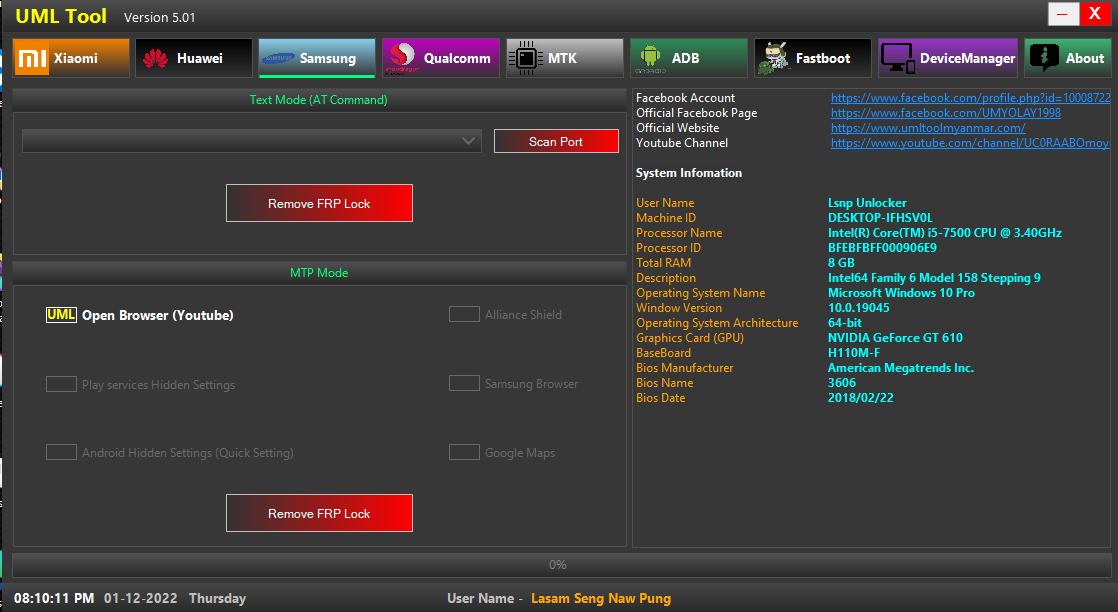 UML Tool Version 5.01
– X
Xiaomi Huawei SAMSUNG Samsung Qualcomm MTK ADB Fastboot DeviceManager About
Text Mode (AT Command)
Scan Port
Remove FRP Lock
MTP Mode
UML Open Browser (Youtube)
Alliance Shield
Play services Hidden Settings
Samsung Browser
Android Hidden Settings (Quick Setting)
Google Maps
Remove FRP Lock
Facebook Account https://www.facebook.com/profile.php?id=10008722
Official Facebook Page https://www.facebook.com/UMYOLAY1998
Official Website https://www.umltoolmyanmar.com/
Youtube Channel https://www.youtube.com/channel/UC0RAABOmoy
System Infomation
User Name Lsnp Unlocker
Machine ID DESKTOP-IFHSV0L
Processor Name Intel(R) Core(TM) i5-7500 CPU @ 3.40GHz
Processor ID BFEBFBFF000906E9
Total RAM 8 GB
Description Intel64 Family 6 Model 158 Stepping 9
Operating System Name Microsoft Windows 10 Pro
Window Version 10.0.19045
Operating System Architecture 64-bit
Graphics Card (GPU) NVIDIA GeForce GT 610
BaseBoard H110M-F
Bios Manufacturer American Megatrends Inc.
Bios Name 3606
Bios Date 2018/02/22
0%
08:10:11 PM 01-12-2022 Thursday User Name - Lasam Seng Naw Pung